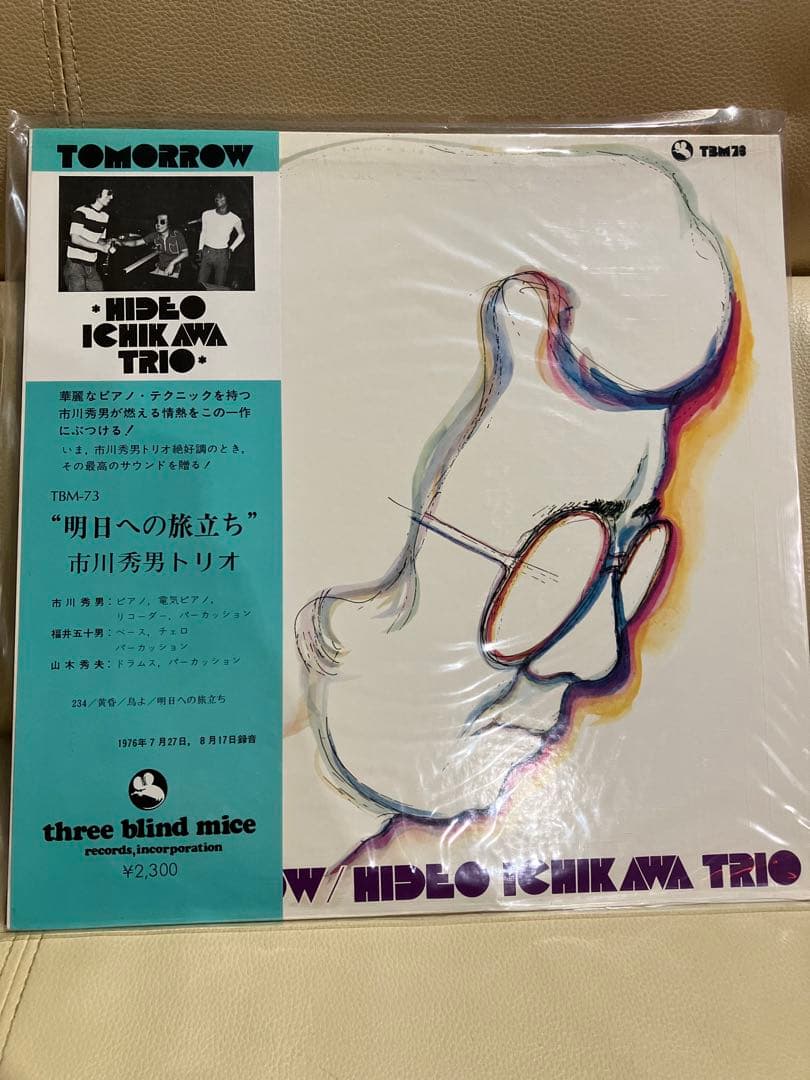 TOMORROW
*HIDEO
ICHIKAWA
TRIO*
華麗なピアノ・テクニックを持つ
市川秀男が燃える情熱をこの一作
にぶつける!
いま,市川秀男トリオ絶好調のとき,
その最高のサウンドを贈る!
TBM-73
“明日への旅立ち”
市川秀男トリオ
市川秀男:ピアノ,電気ピアノ,
リコーダー,パーカッション
福井五十男:ベース,チェロ
パーカッション
山木秀夫:ドラムス,パーカッション
234/黄昏/鳥よ/明日への旅立ち
1976年7月27日,8月17日録音
three blind mice
records,incorporation
¥2,300
TBM73
OW/HIDEO ICHIKAWA TRIO